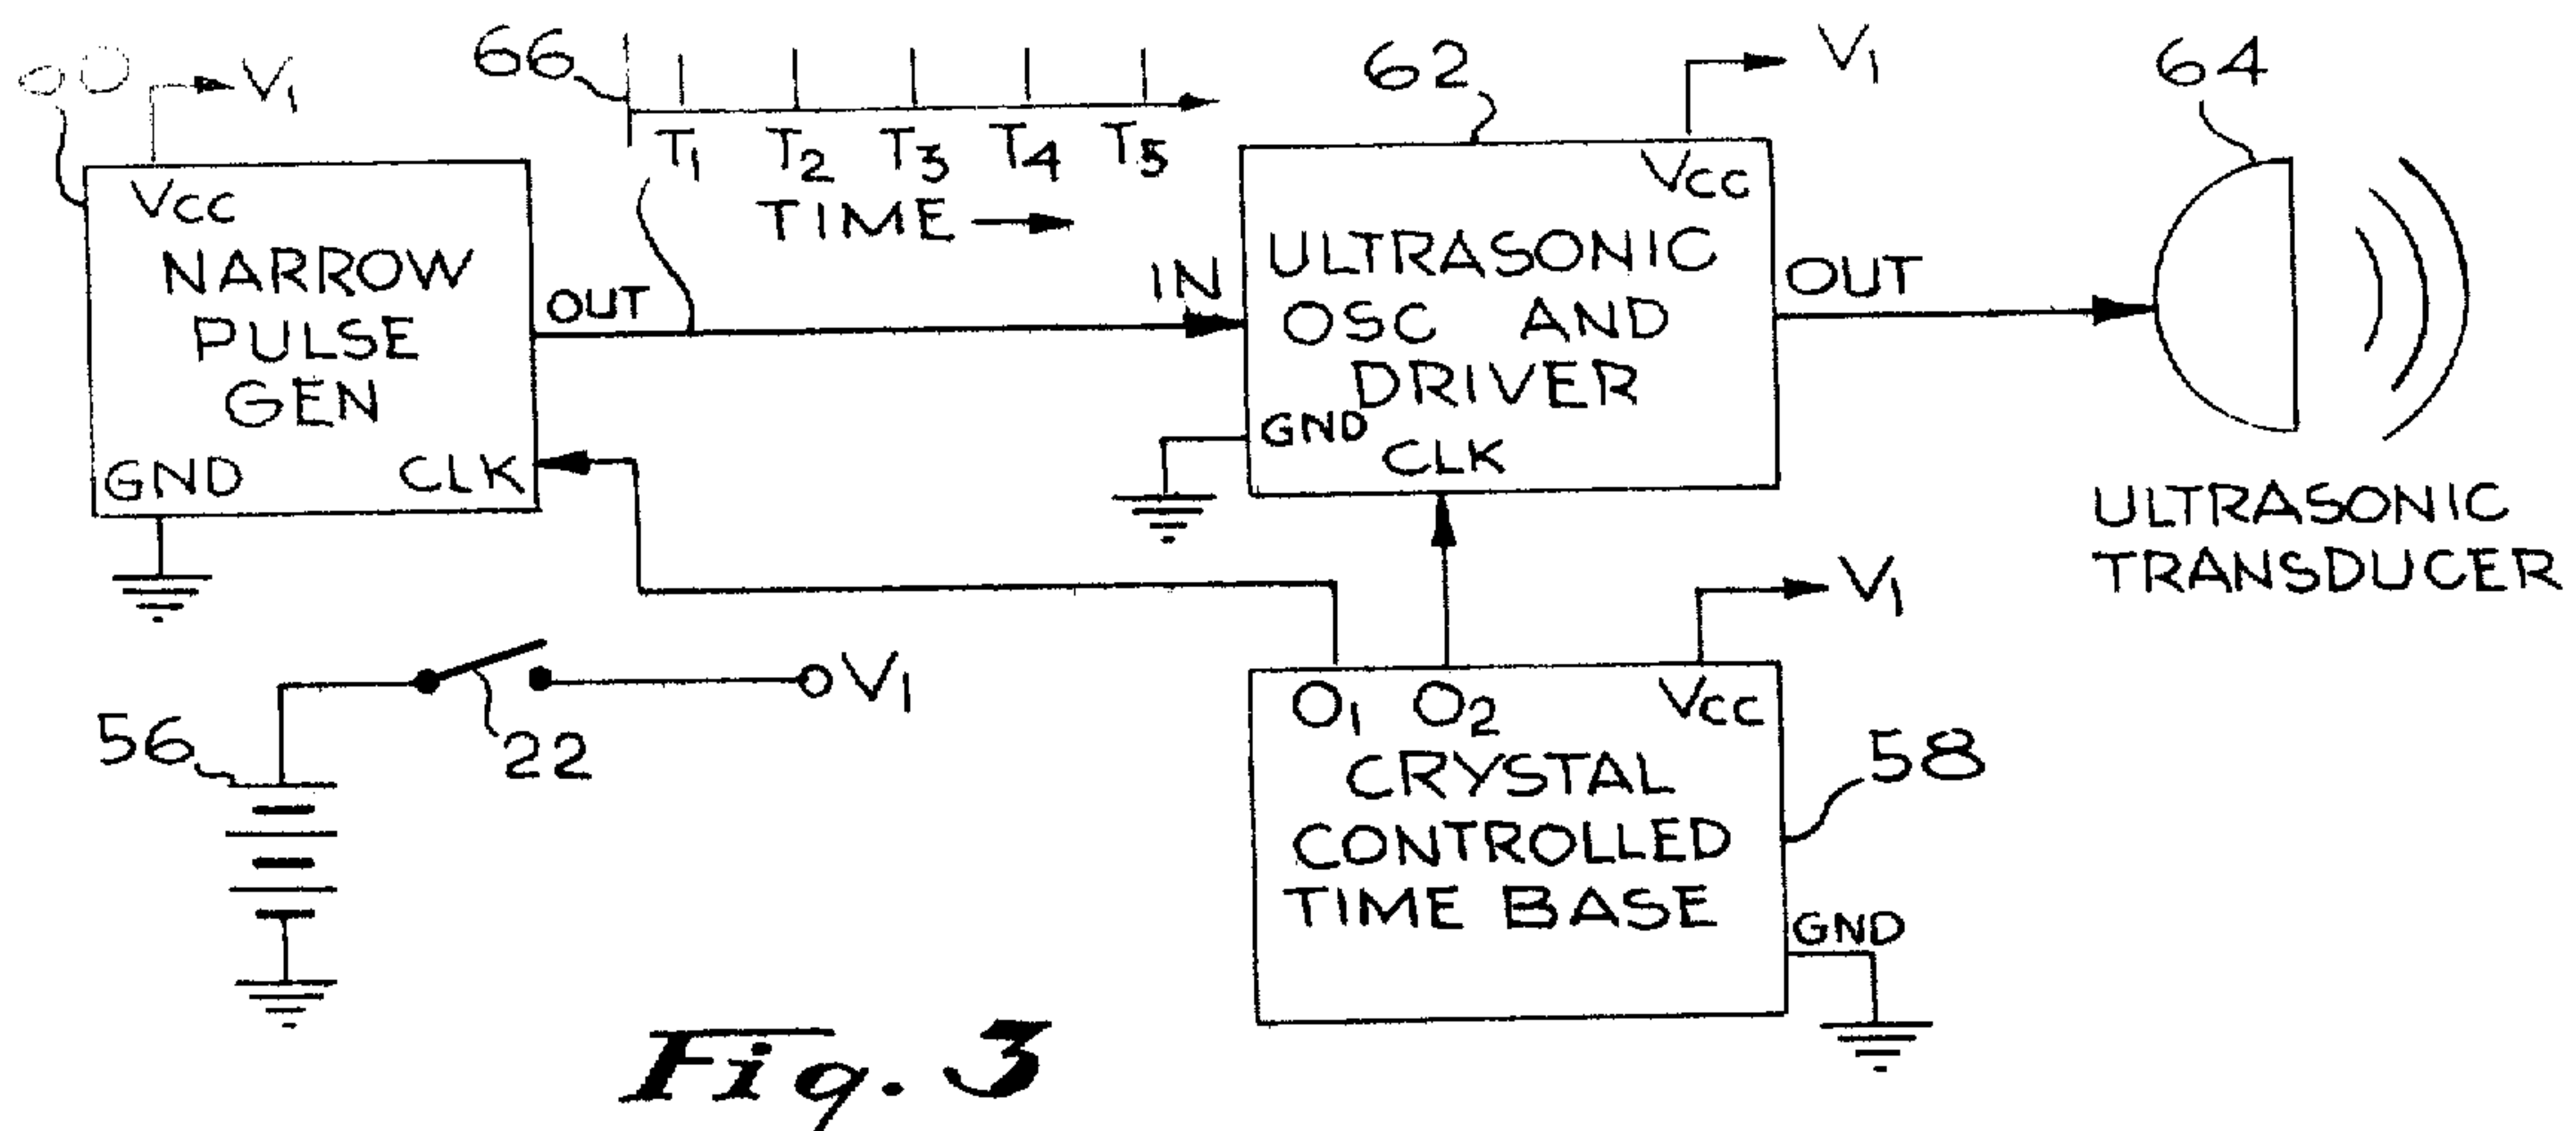 V1
66
T1 T2 T3 T4 T5
TIME
62
V1
64
VCC
NARROW
PULSE
GEN
GND
CLK
OUT
IN
VCC
ULTRASONIC
OSC AND
DRIVER
GND
CLK
OUT
ULTRASONIC
TRANSDUCER
56
22
V1
V1
O1 O2 VCC
CRYSTAL
CONTROLLED
TIME BASE
58
GND
Fig. 3